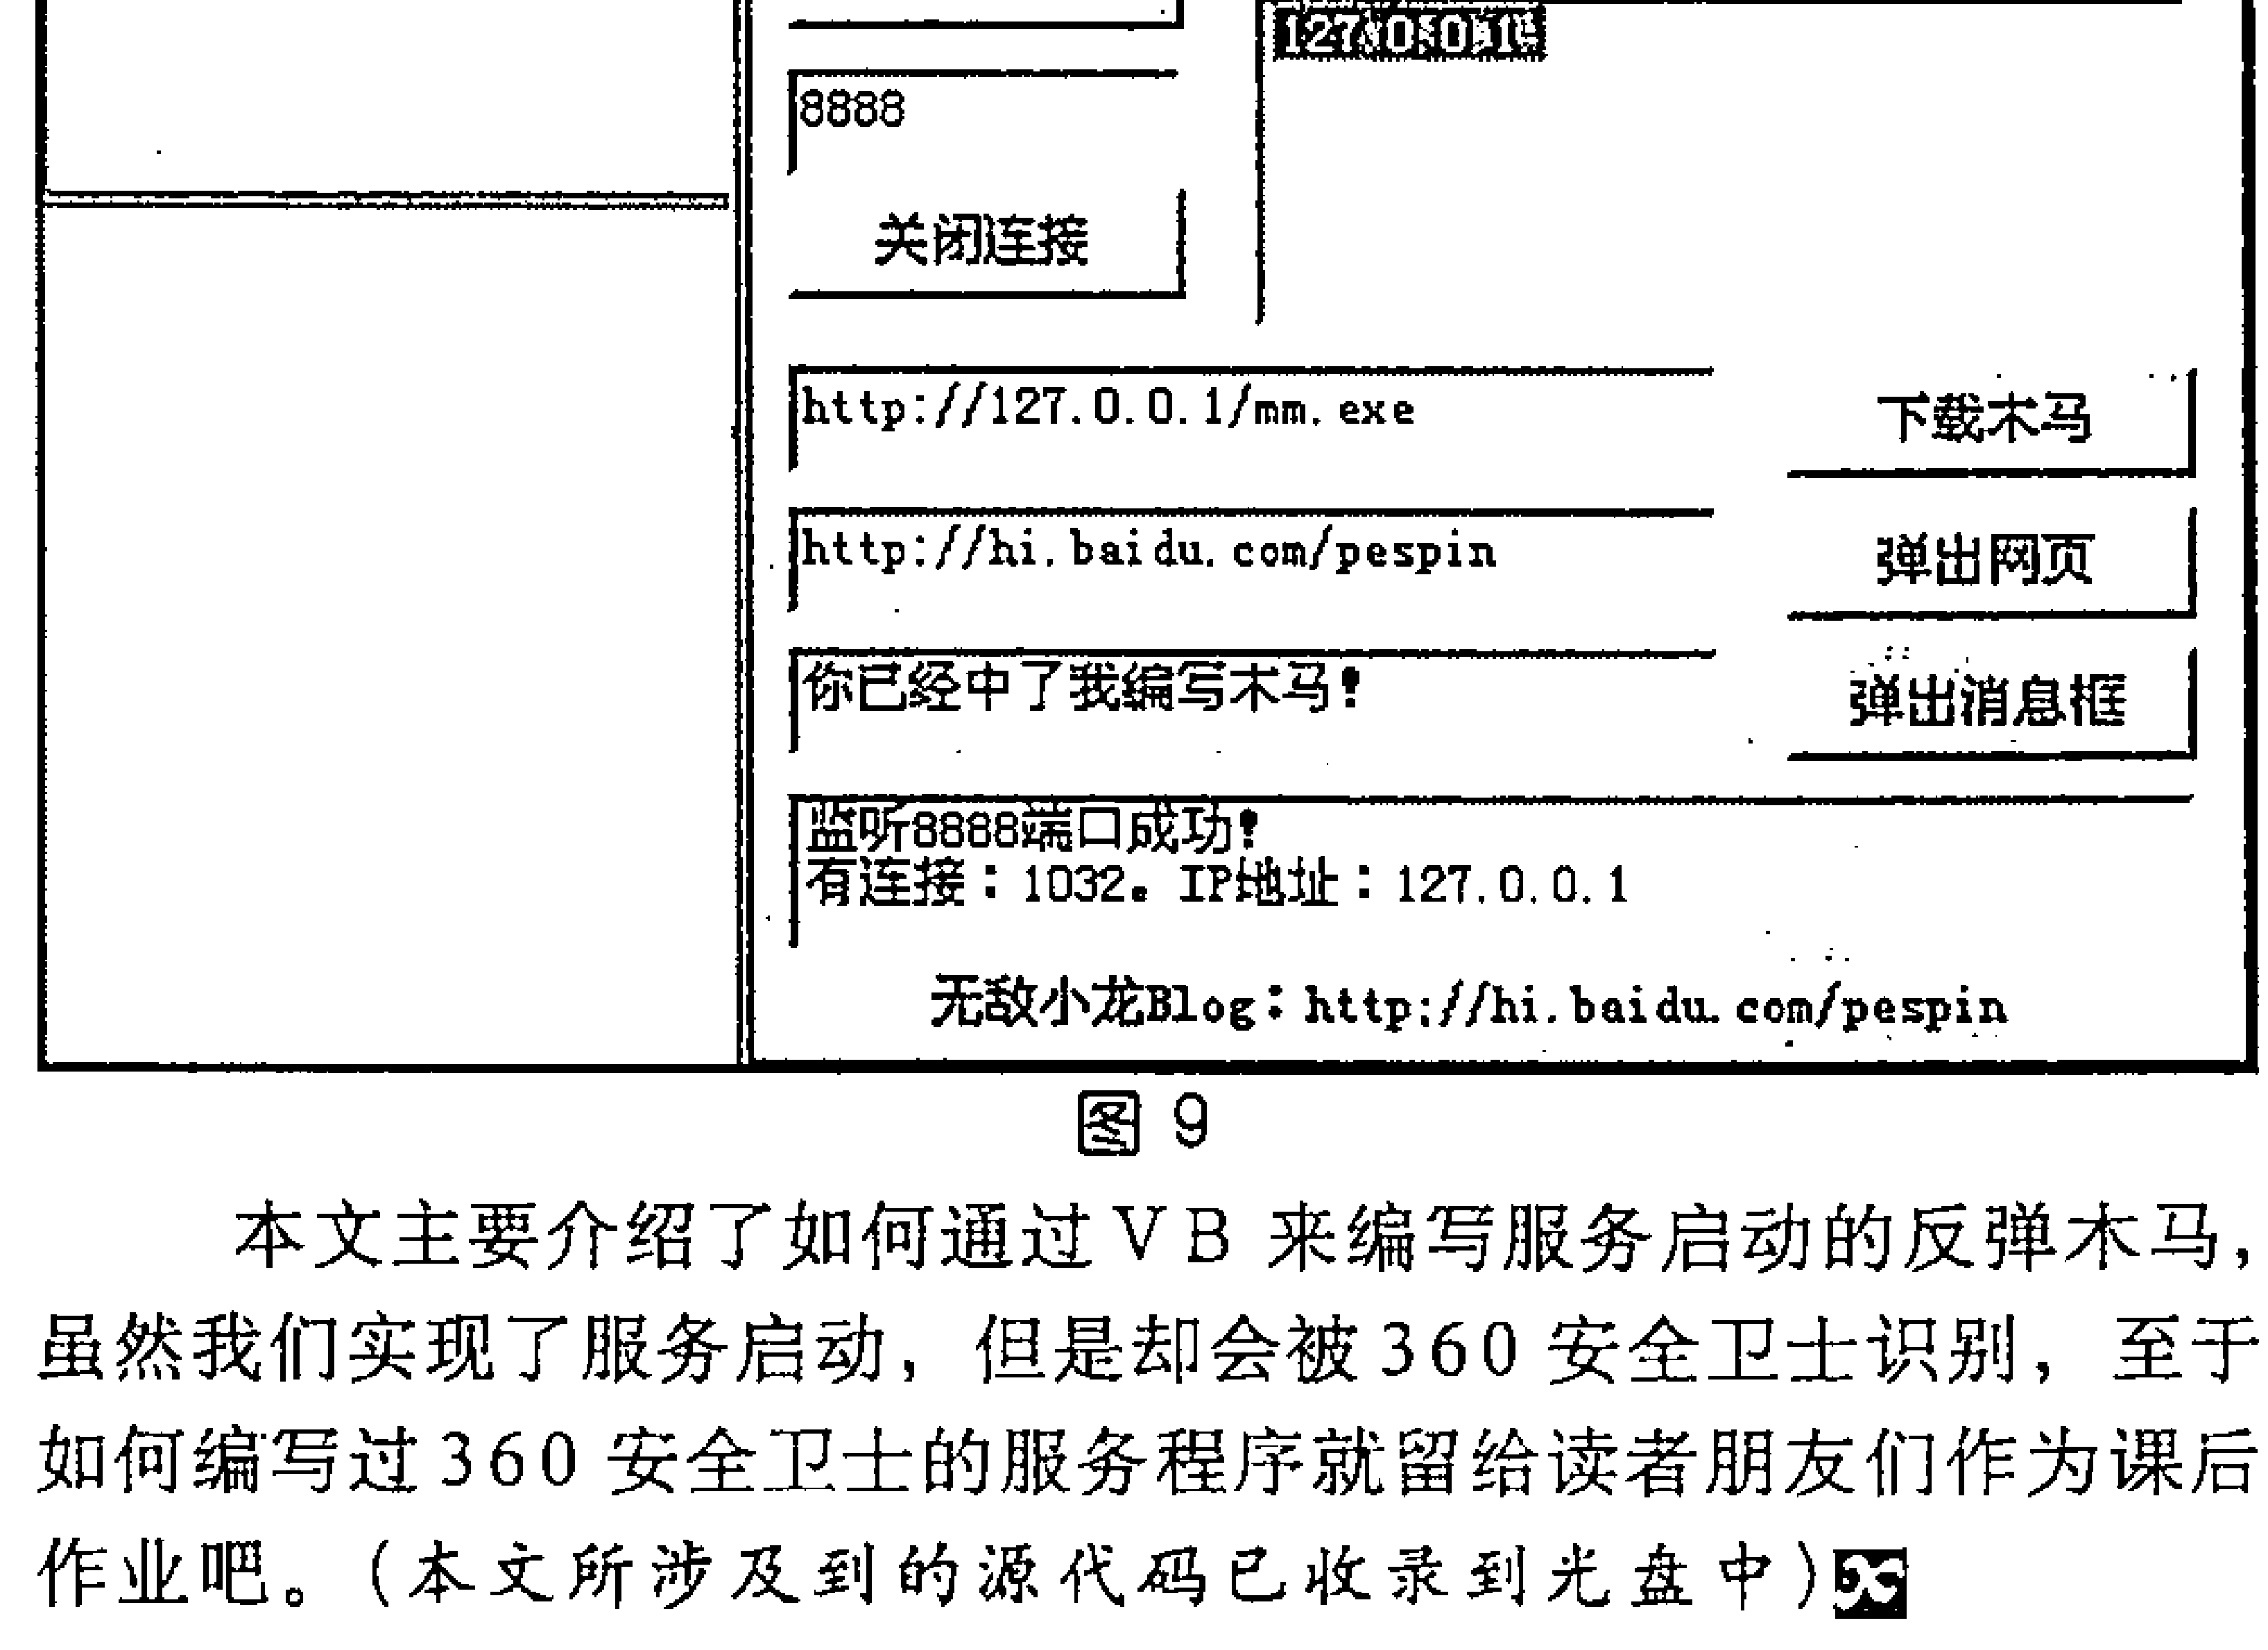 127.0.0.1
8888
关闭连接
http://127.0.0.1/mm.exe
下载木马
http://hi.baidu.com/pespin
弹出网页
你已经中了我编写木马!
弹出消息框
监听8888端口成功!
有连接：1032。IP地址：127.0.0.1
无敌小龙Blog：http://hi.baidu.com/pespin
图 9
本文主要介绍了如何通过VB 来编写服务启动的反弹木马，
虽然我们实现了服务启动，但是却会被360安全卫士识别，至于
如何编写过360安全卫士的服务程序就留给读者朋友们作为课后
作业吧。(本文所涉及到的源代码已收录到光盘中)